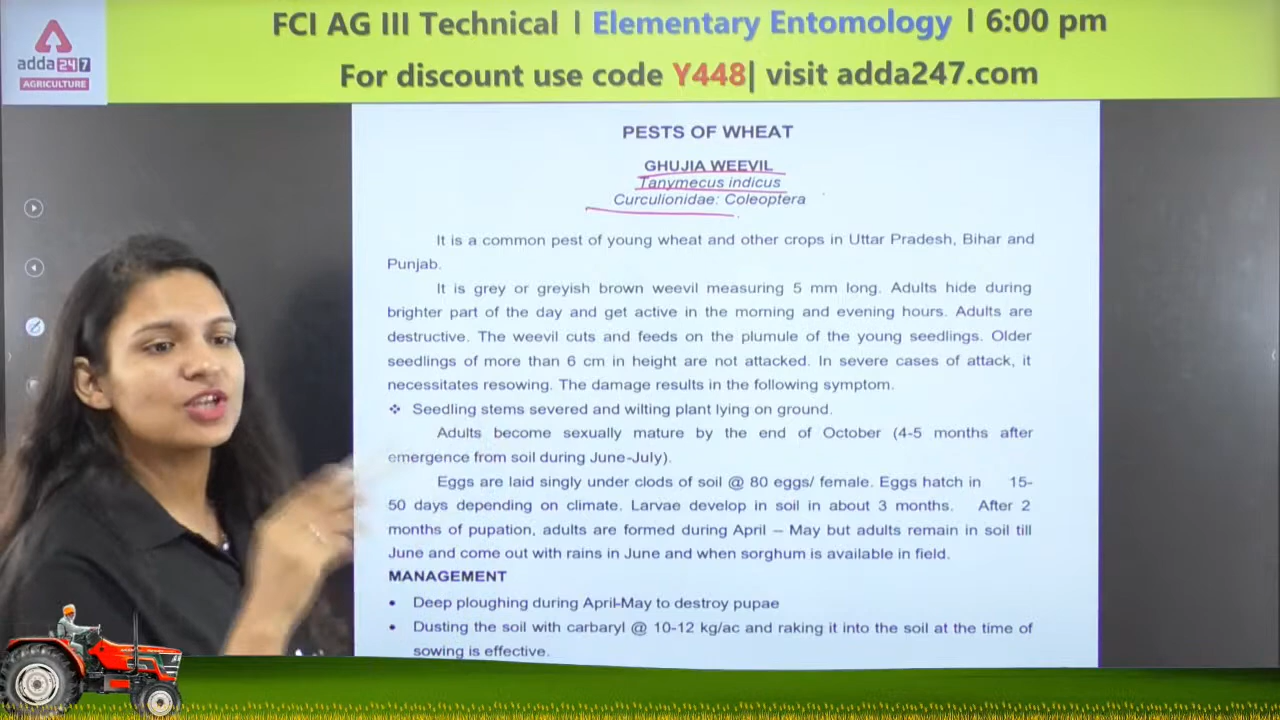 FCI AG III Technical | Elementary Entomology | 6:00 pm
For discount use code Y448| visit adda247.com
adda247
AGRICULTURE
PESTS OF WHEAT
GHUJIA WEEVIL
Tanymecus indicus
Curculionidae: Coleoptera
It is a common pest of young wheat and other crops in Uttar Pradesh, Bihar and
Punjab.
It is grey or greyish brown weevil measuring 5 mm long. Adults hide during
brighter part of the day and get active in the morning and evening hours. Adults are
destructive. The weevil cuts and feeds on the plumule of the young seedlings. Older
seedlings of more than 6 cm in height are not attacked. In severe cases of attack, it
necessitates resowing. The damage results in the following symptom.
❖ Seedling stems severed and wilting plant lying on ground.
Adults become sexually mature by the end of October (4-5 months after
emergence from soil during June-July).
Eggs are laid singly under clods of soil @ 80 eggs/ female. Eggs hatch in 15-
50 days depending on climate. Larvae develop in soil in about 3 months. After 2
months of pupation, adults are formed during April – May but adults remain in soil till
June and come out with rains in June and when sorghum is available in field.
MANAGEMENT
• Deep ploughing during April-May to destroy pupae
• Dusting the soil with carbaryl @ 10-12 kg/ac and raking it into the soil at the time of
sowing is effective.